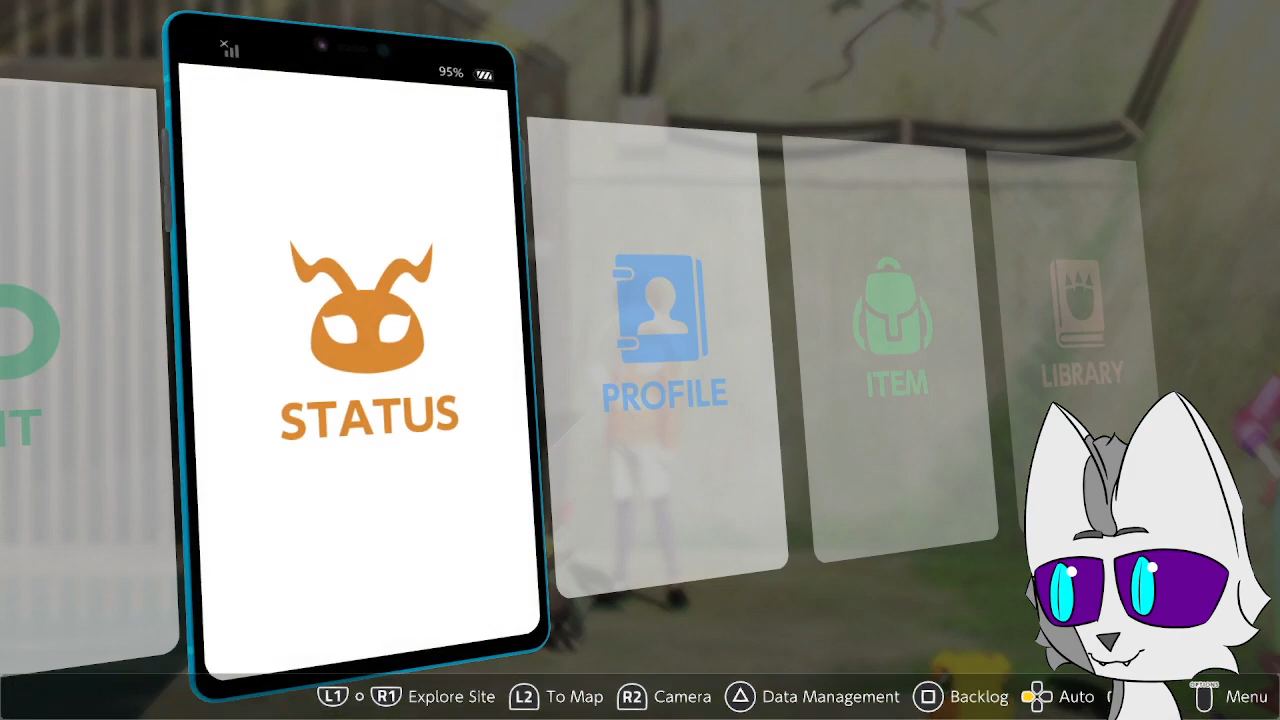 95%
IT
STATUS
PROFILE
ITEM
LIBRARY
L1 o R1 Explore Site L2 To Map R2 Camera Data Management Backlog Auto OPTIONS Menu